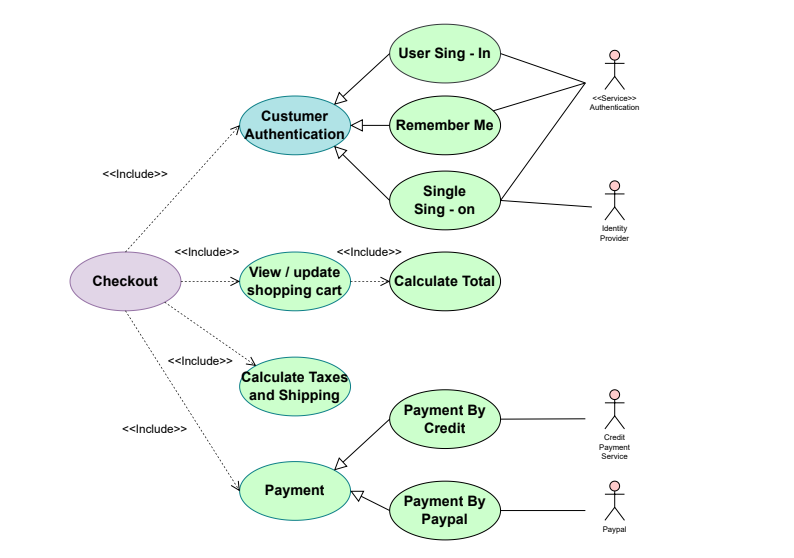 User Sing - In
<<Service>>
Authentication
Custumer
Authentication
Remember Me
<<Include>>
Single
Sing - on
Identity
Provider
<<Include>>
<<Include>>
Checkout
View / update
shopping cart
Calculate Total
<<Include>>
Calculate Taxes
and Shipping
<<Include>>
Payment By
Credit
Credit
Payment
Service
Payment
Payment By
Paypal
Paypal